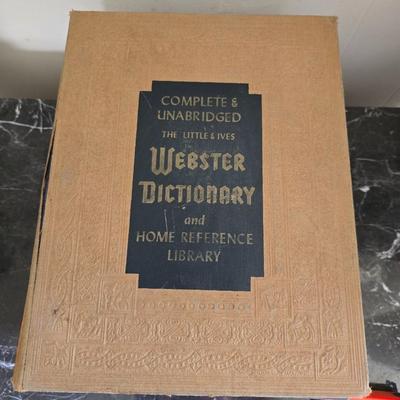 COMPLETE &
UNABRIDGED
THE LITTLE & IVES
WEBSTER
DICTIONARY
and
HOME REFERENCE
LIBRARY